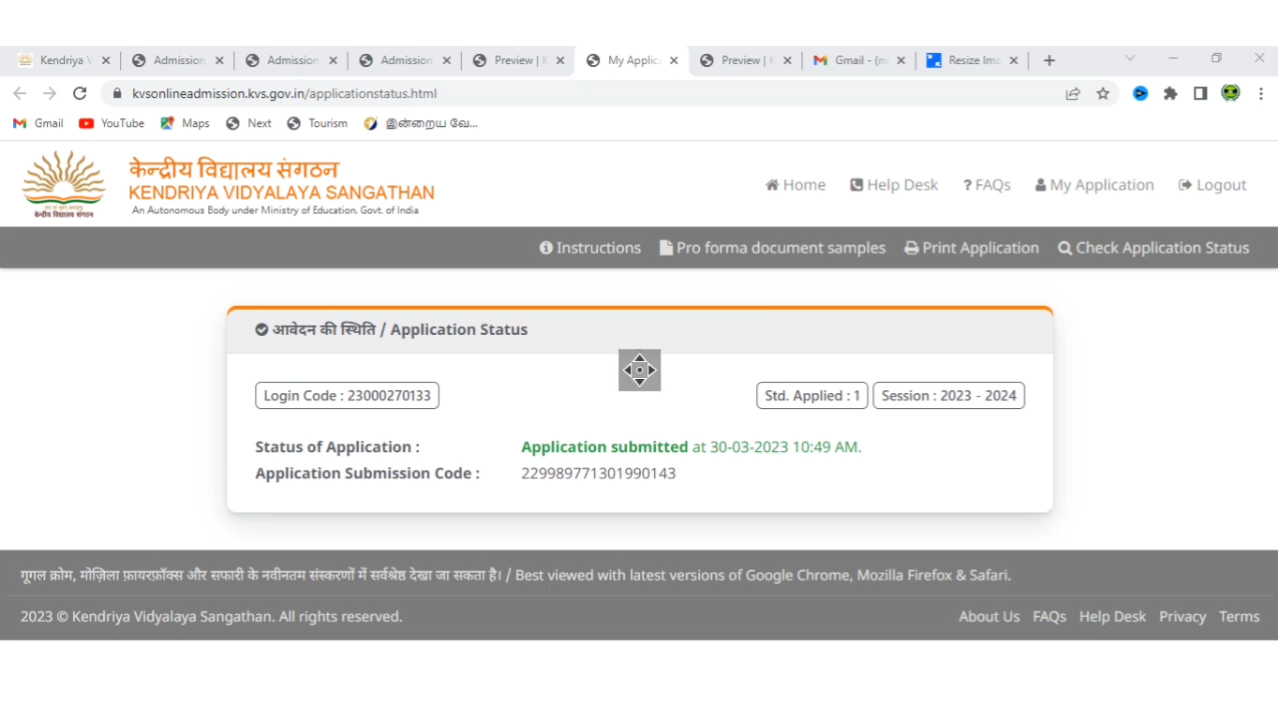 Kendriya V
Admission
Admission
Admission
Preview | K
My Applica
Preview | K
Gmail - (n
Resize Ima
kvsonlineadmission.kvs.gov.in/applicationstatus.html
Gmail YouTube Maps Next Tourism இன்றைய வே...
केन्द्रीय विद्यालय संगठन
KENDRIYA VIDYALAYA SANGATHAN
An Autonomous Body under Ministry of Education, Govt. of India
केन्द्रीय विद्यालय संगठन
Home Help Desk ? FAQs My Application Logout
Instructions Pro forma document samples Print Application Check Application Status
आवेदन की स्थिति / Application Status
Login Code : 23000270133 Std. Applied : 1 Session : 2023 - 2024
Status of Application : Application submitted at 30-03-2023 10:49 AM.
Application Submission Code : 229989771301990143
गूगल क्रोम, मोज़िला फ़ायरफ़ॉक्स और सफारी के नवीनतम संस्करणों में सर्वश्रेष्ठ देखा जा सकता है। / Best viewed with latest versions of Google Chrome, Mozilla Firefox & Safari.
2023 © Kendriya Vidyalaya Sangathan. All rights reserved. About Us FAQs Help Desk Privacy Terms